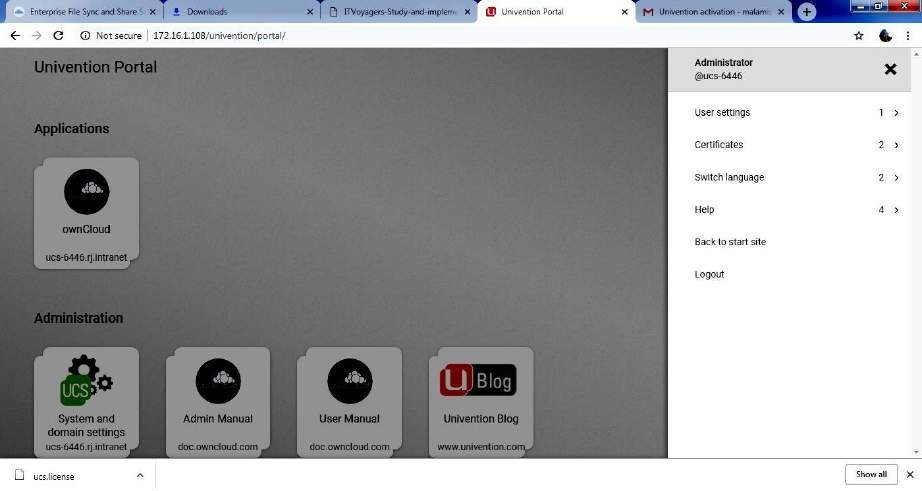 Enterprise File Sync and Share S
Downloads
ITVoyagers-Study-and-impleme
Univention Portal
Univention activation - malami
Not secure
172.16.1.108/univention/portal/
Univention Portal
Administrator
@ucs-6446
User settings 1
Certificates 2
Switch language 2
Help 4
Back to start site
Logout
Applications
ownCloud
ucs-6446.rj.intranet
Administration
UCS
System and
domain settings
ucs-6446.rj.intranet
Admin Manual
doc.owncloud.com
User Manual
doc.owncloud.com
u Blog
Univention Blog
www.univention.com
ucs.license
Show all